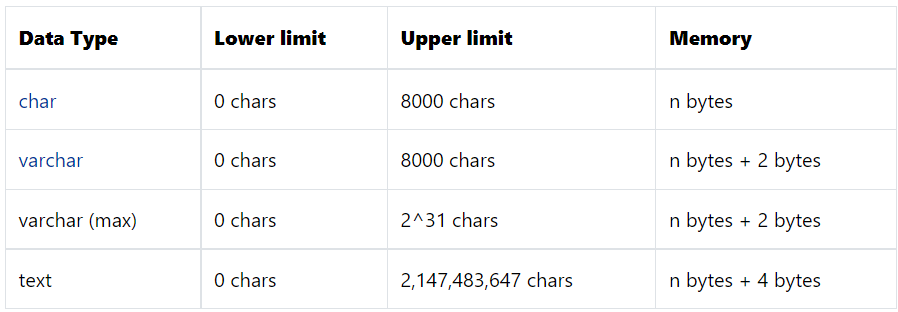 Data Type Lower limit Upper limit Memory
char 0 chars 8000 chars n bytes
varchar 0 chars 8000 chars n bytes + 2 bytes
varchar (max) 0 chars 2^31 chars n bytes + 2 bytes
text 0 chars 2,147,483,647 chars n bytes + 4 bytes